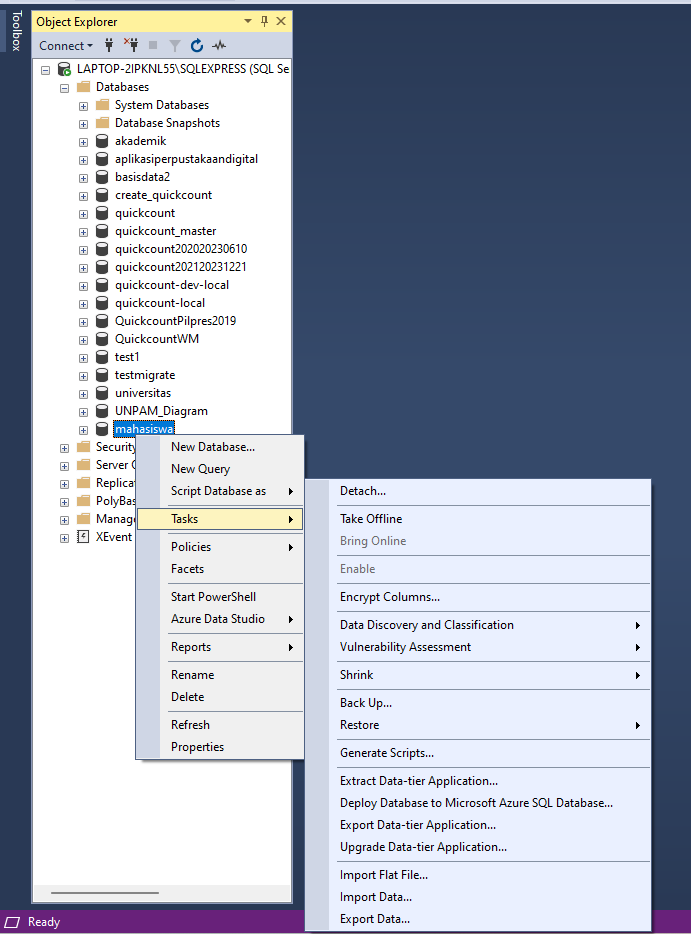 Toolbox
Object Explorer
Connect
LAPTOP-2IPKNL55\SQLEXPRESS (SQL Se
Databases
System Databases
Database Snapshots
akademik
aplikasiperpustakaandigital
basisdata2
create_quickcount
quickcount
quickcount_master
quickcount202020230610
quickcount202120231221
quickcount-dev-local
quickcount-local
QuickcountPilpres2019
QuickcountWM
test1
testmigrate
universitas
UNPAM_Diagram
mahasiswa
Security
Server O
Replicat
PolyBas
Manage
XEvent
New Database...
New Query
Script Database as
Tasks
Policies
Facets
Start PowerShell
Azure Data Studio
Reports
Rename
Delete
Refresh
Properties
Detach...
Take Offline
Bring Online
Enable
Encrypt Columns...
Data Discovery and Classification
Vulnerability Assessment
Shrink
Back Up...
Restore
Generate Scripts...
Extract Data-tier Application...
Deploy Database to Microsoft Azure SQL Database...
Export Data-tier Application...
Upgrade Data-tier Application...
Import Flat File...
Import Data...
Export Data...
Ready